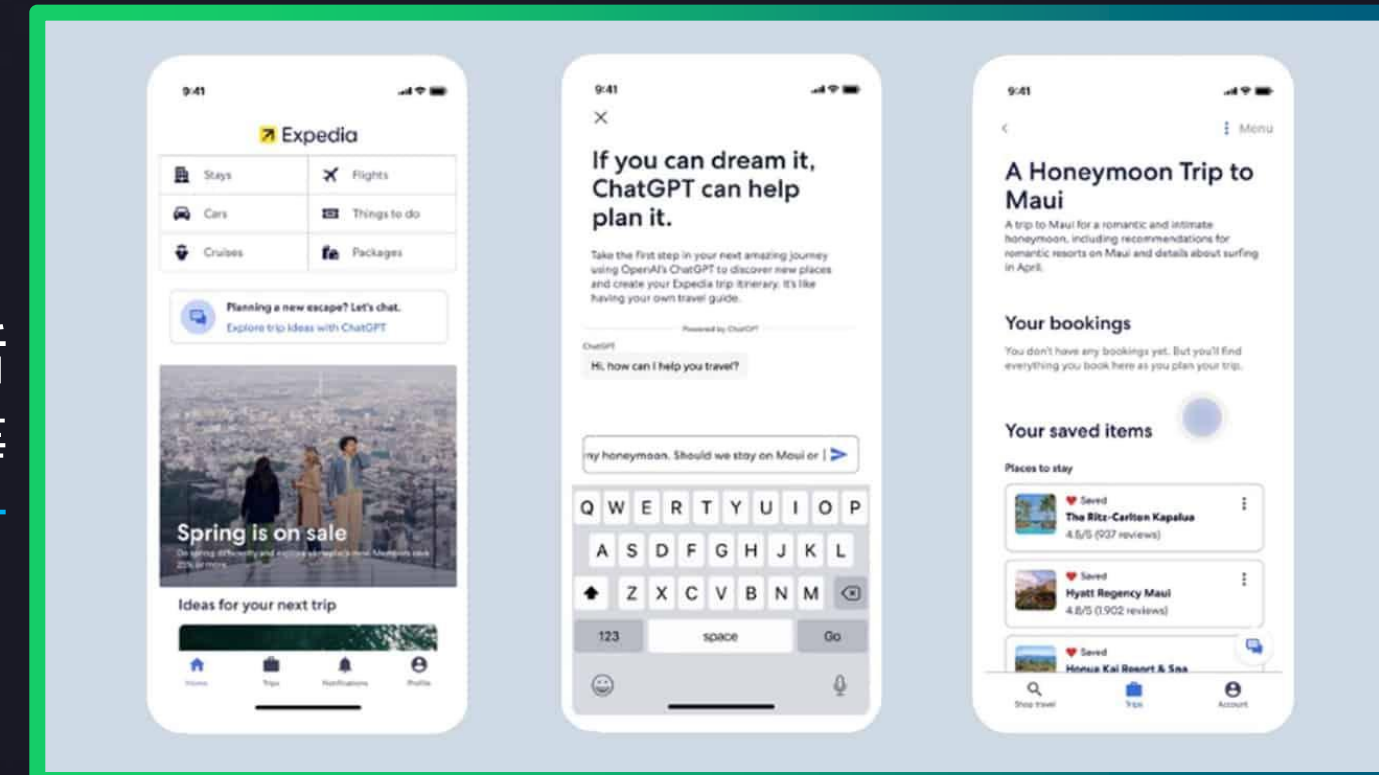 9:41
Expedia
Stays
Flights
Cars
Things to do
Cruises
Packages
Planning a new escape? Let's chat.
Explore trip ideas with ChatGPT
Spring is on sale
25% or more.
Ideas for your next trip
Home
Trips
Notifications
Profile
9:41
If you can dream it,
ChatGPT can help
plan it.
Take the first step in your next amazing journey
using OpenAI's ChatGPT to discover new places
and create your Expedia trip itinerary. It's like
having your own travel guide.
Powered by ChatGPT
ChatGPT
Hi, how can I help you travel?
my honeymoon. Should we stay on Maui or
Q W E R T Y U I O P
A S D F G H J K L
Z X C V B N M
123
space
Go
9:41
Menu
A Honeymoon Trip to
Maui
A trip to Maui for a romantic and intimate
honeymoon, including recommendations for
romantic resorts on Maui and details about surfing
in April.
Your bookings
You don't have any bookings yet. But you'll find
everything you book here as you plan your trip.
Your saved items
Places to stay
Saved
The Ritz-Carlton Kapalua
4.8/5 (937 reviews)
Saved
Hyatt Regency Maui
4.8/5 (1,902 reviews)
Saved
Honua Kai Resort & Spa
Shop travel
Trips
Account